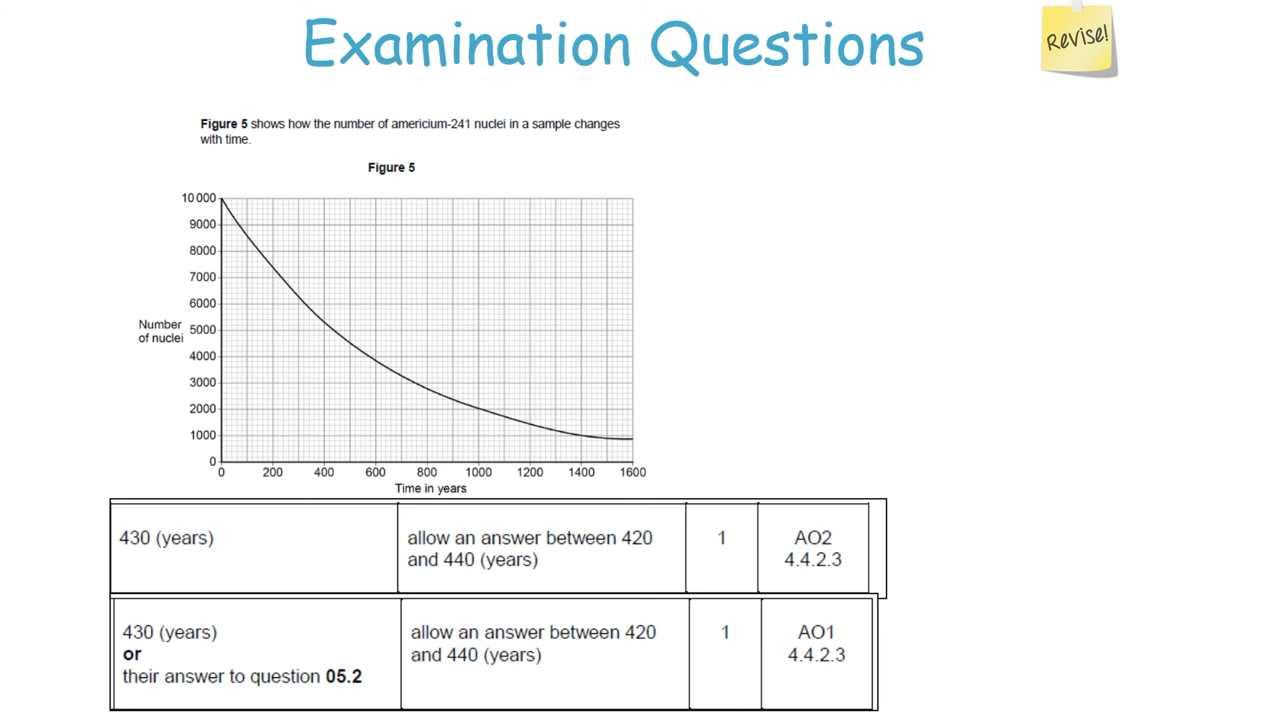 Examination Questions
Revise!
Figure 5 shows how the number of americium-241 nuclei in a sample changes
with time.
Figure 5
10 000
9000
8000
7000
6000
5000
4000
3000
2000
1000
0
Number
of nuclei
0 200 400 600 800 1000 1200 1400 1600
Time in years
430 (years)
allow an answer between 420
and 440 (years)
1
AO2
4.4.2.3
430 (years)
or
their answer to question 05.2
allow an answer between 420
and 440 (years)
1
AO1
4.4.2.3